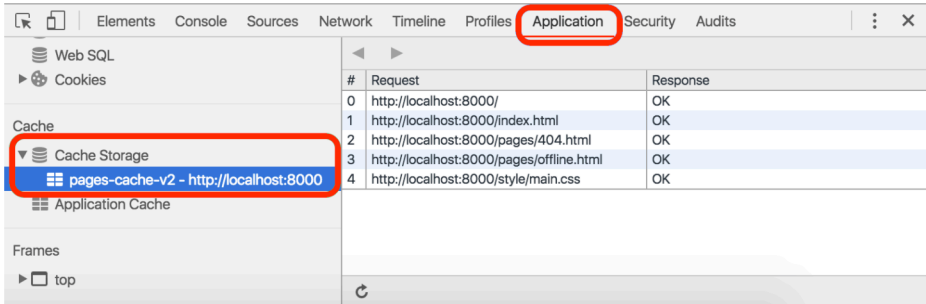 Elements Console Sources Network Timeline Profiles Application Security Audits
Web SQL
Cookies
Cache
Cache Storage
pages-cache-v2 - http://localhost:8000
Application Cache
Frames
top
# Request Response
0 http://localhost:8000/ OK
1 http://localhost:8000/index.html OK
2 http://localhost:8000/pages/404.html OK
3 http://localhost:8000/pages/offline.html OK
4 http://localhost:8000/style/main.css OK